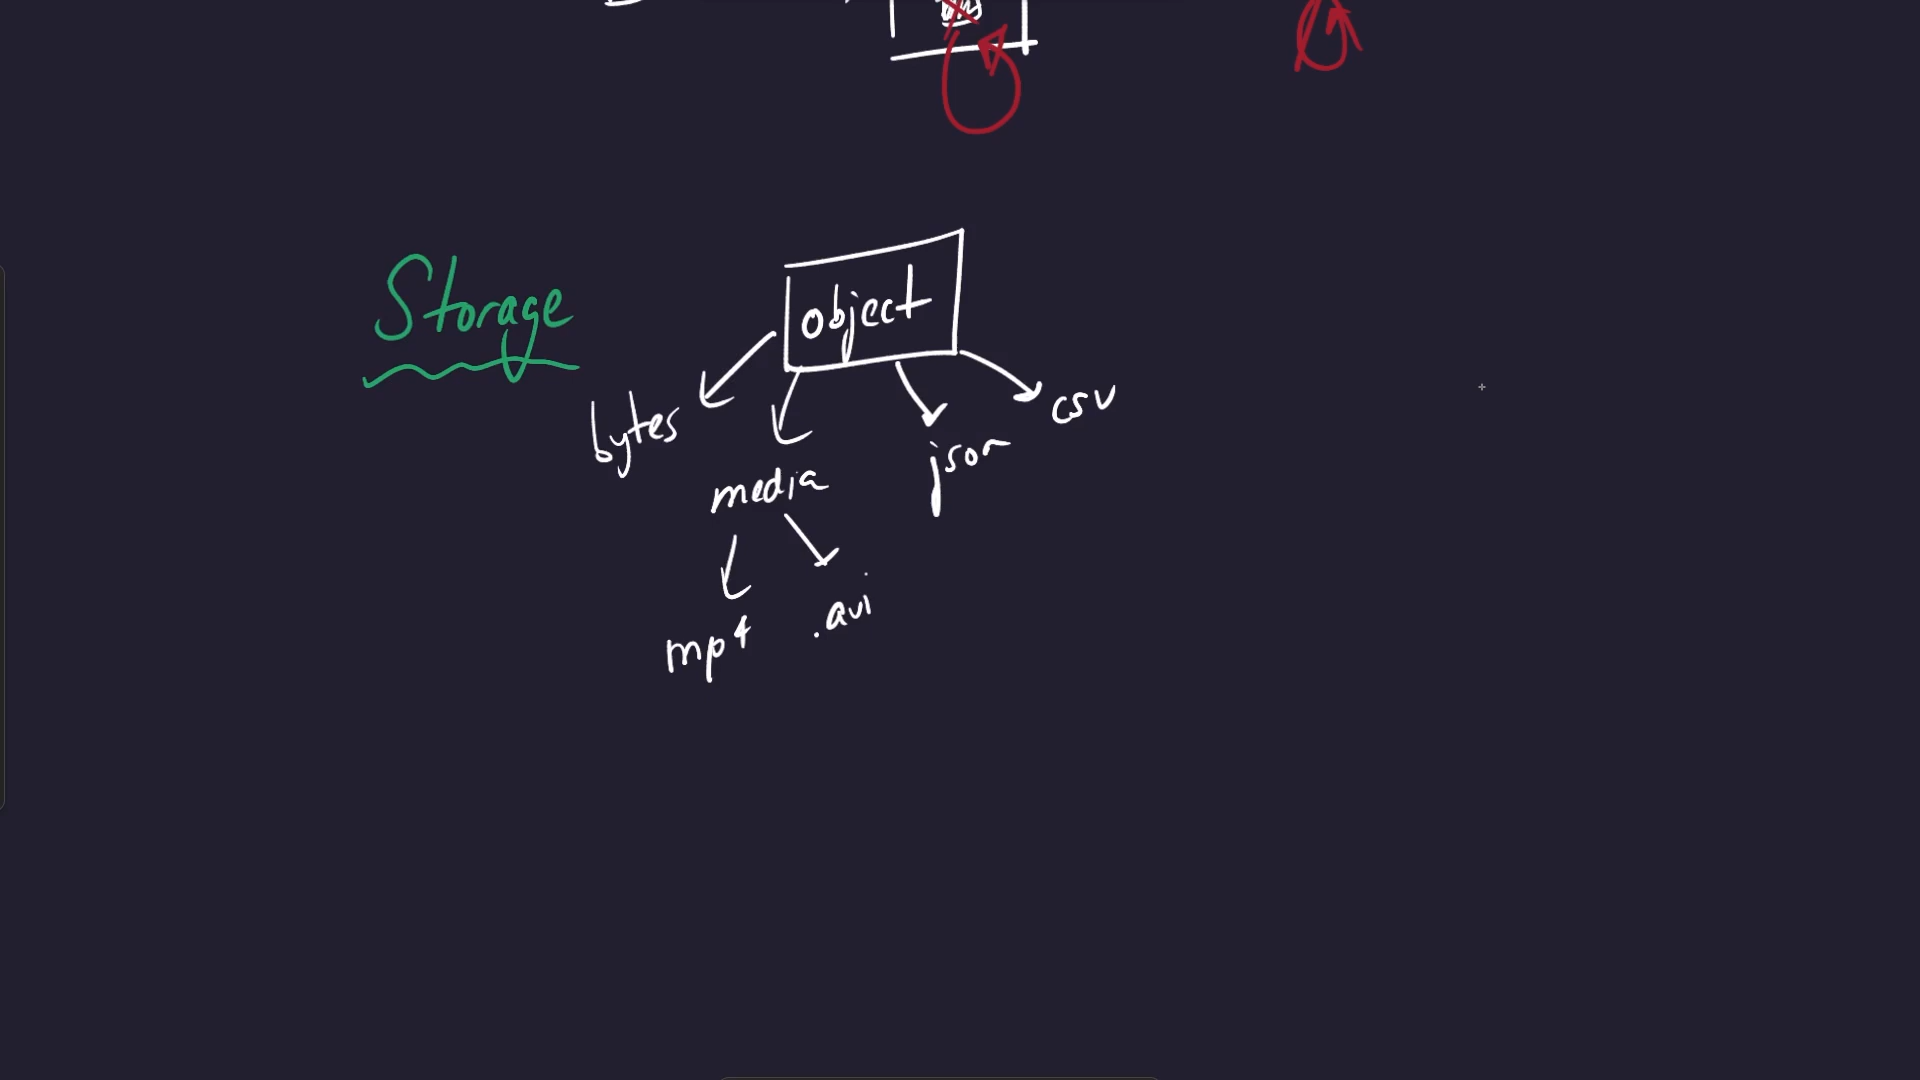 Storage
object
bytes
csv
json
media
mp4
.avi